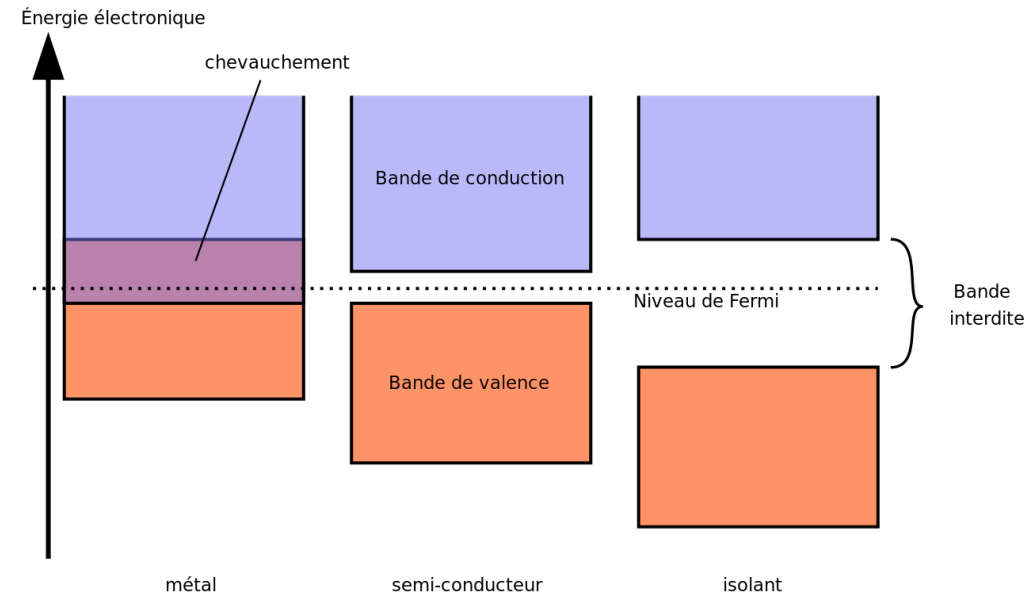 Énergie électronique
chevauchement
Bande de conduction
Niveau de Fermi
Bande
interdite
Bande de valence
métal
semi-conducteur
isolant